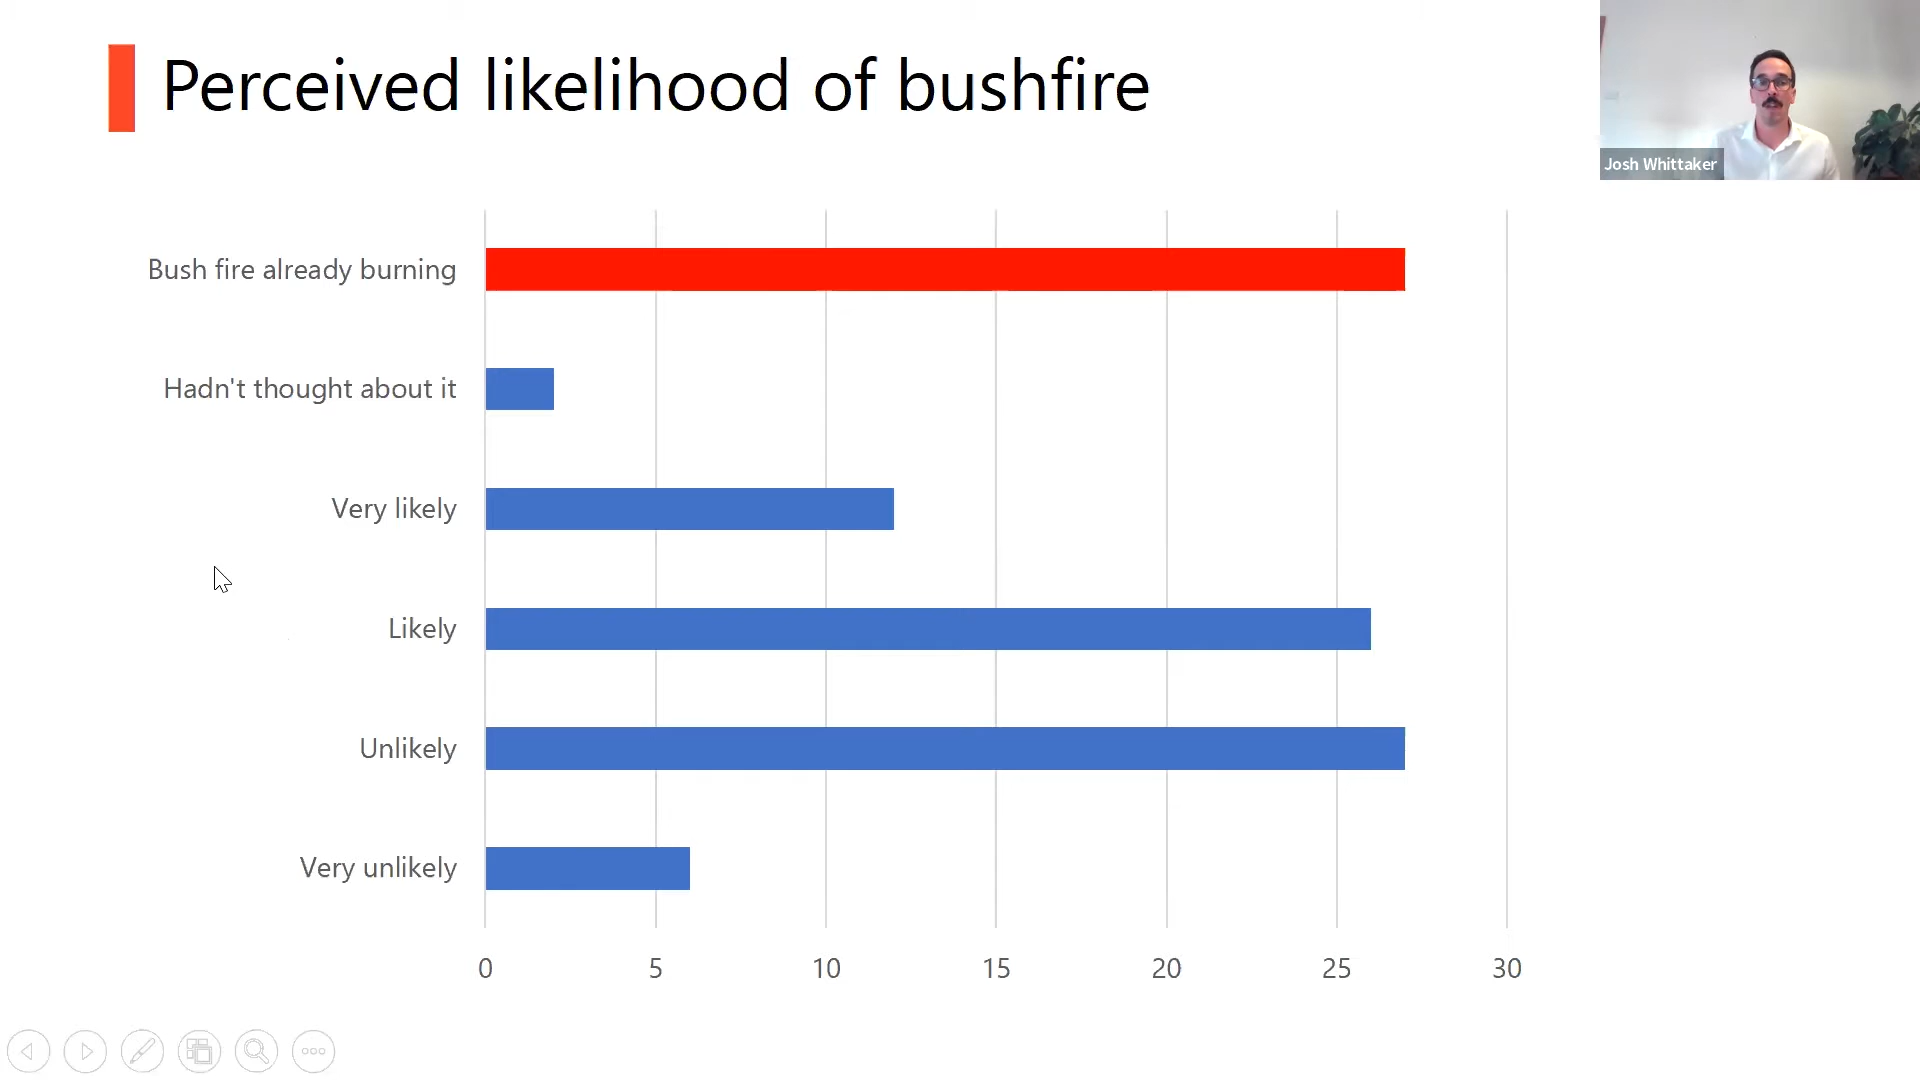 Perceived likelihood of bushfire
Josh Whittaker
Bush fire already burning
Hadn't thought about it
Very likely
Likely
Unlikely
Very unlikely
0 5 10 15 20 25 30